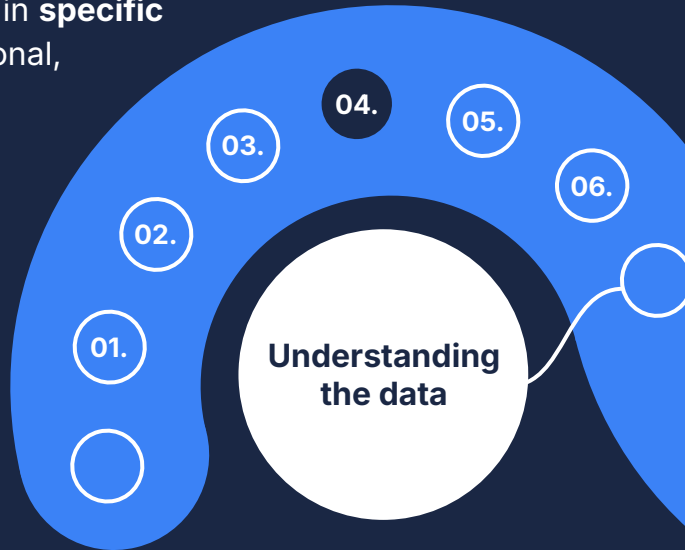 in specific
onal,
04.
05.
03.
06.
02.
01.
Understanding
the data